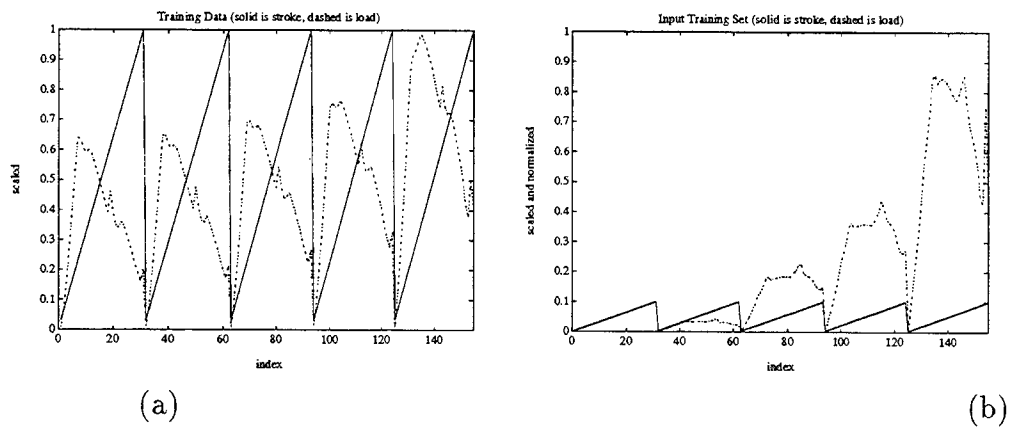 Training Data (solid is stroke, dashed is load)
1
0.9
0.8
0.7
0.6
0.5
0.4
0.3
0.2
0.1
0
scaled
0 20 40 60 80 100 120 140
index
(a)
Input Training Set (solid is stroke, dashed is load)
1
0.9
0.8
0.7
0.6
0.5
0.4
0.3
0.2
0.1
0
scaled and normalized
0 20 40 60 80 100 120 140
index
(b)